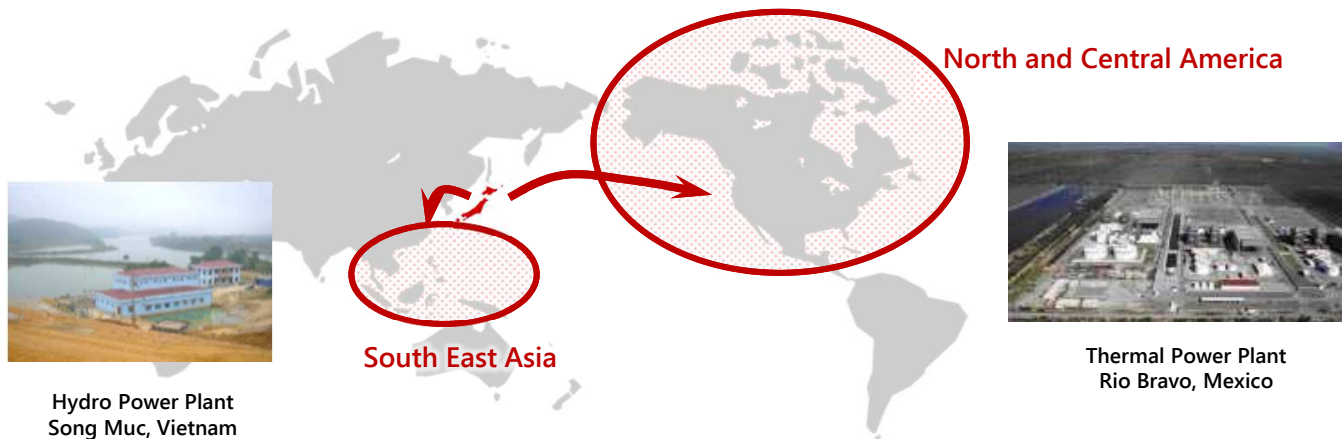 North and Central America
South East Asia
Thermal Power Plant
Rio Bravo, Mexico
Hydro Power Plant
Song Muc, Vietnam